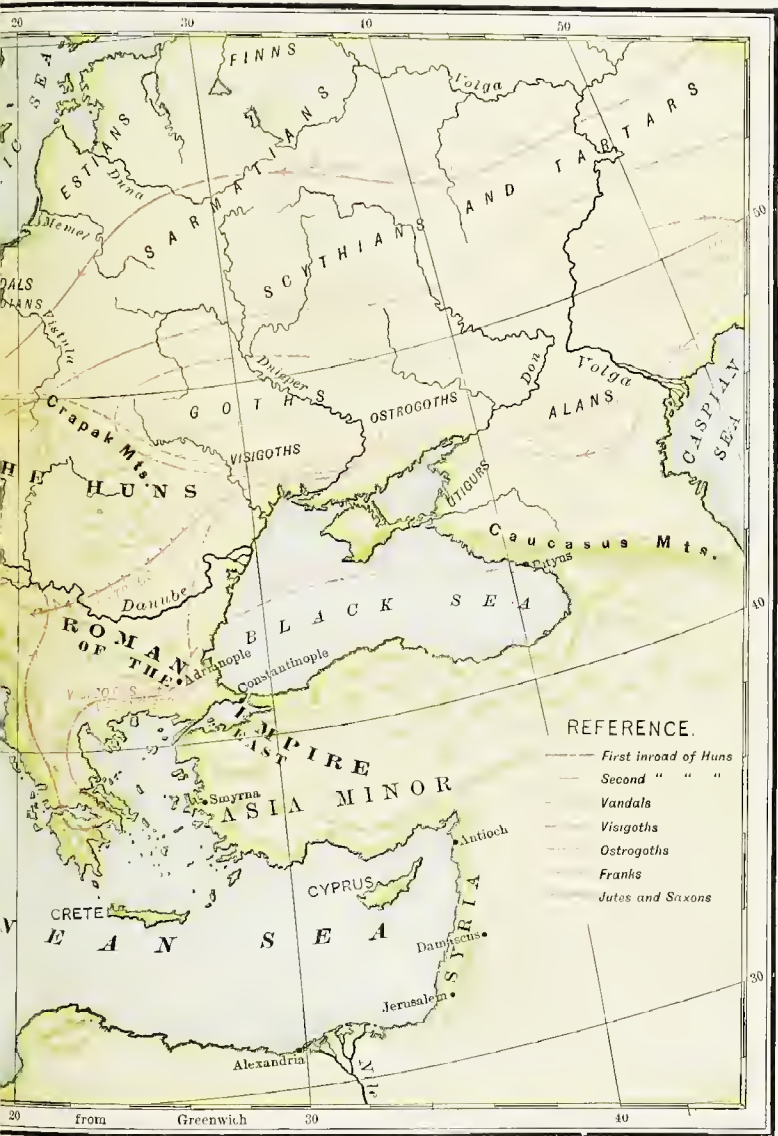 20 30 40 50
FINNS
Volga
SEA
IC
ESTIANS
Duna
SARMATIANS
SCYTHIANS AND TARTARS
Memel
50
DALS
DIANS
Vistula
Dnieper
Don
Volga
GOTHS
OSTROGOTHS
ALANS
CASPIAN
SEA
Crapak Mts.
VISIGOTHS
HE HUNS
UTIGURS
Caucasus Mts.
Danube
40
BLACK SEA
ROMAN
OF THE
Adrianople
Constantinople
EMPIRE
EAST
REFERENCE.
First inroad of Huns
Second " " "
Vandals
Visigoths
Ostrogoths
Franks
Jutes and Saxons
Smyrna
ASIA MINOR
Antioch
CYPRUS
CRETE
VEAN SEA
Damascus
SYRIA
Jerusalem
30
Alexandria
Nile
20 from Greenwich 30 40